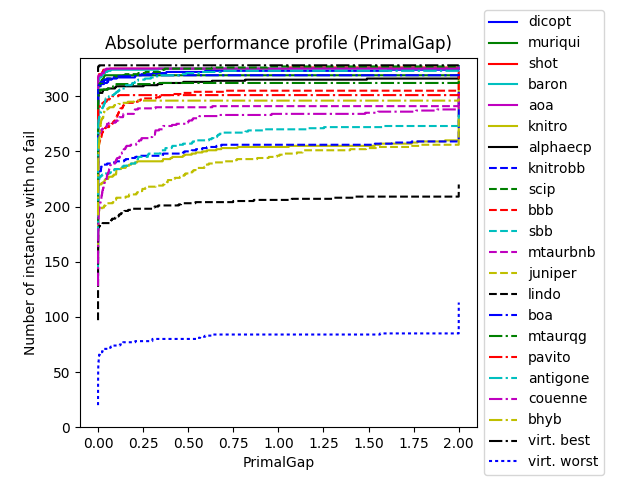 Absolute performance profile (PrimalGap)
Number of instances with no fail
300
250
200
150
100
50
0
0.00 0.25 0.50 0.75 1.00 1.25 1.50 1.75 2.00
PrimalGap
dicopt
muriqui
shot
baron
aoa
knitro
alphaecp
knitrobb
scip
bbb
sbb
mtaurbnb
juniper
lindo
boa
mtaurqg
pavito
antigone
couenne
bhyb
virt. best
virt. worst